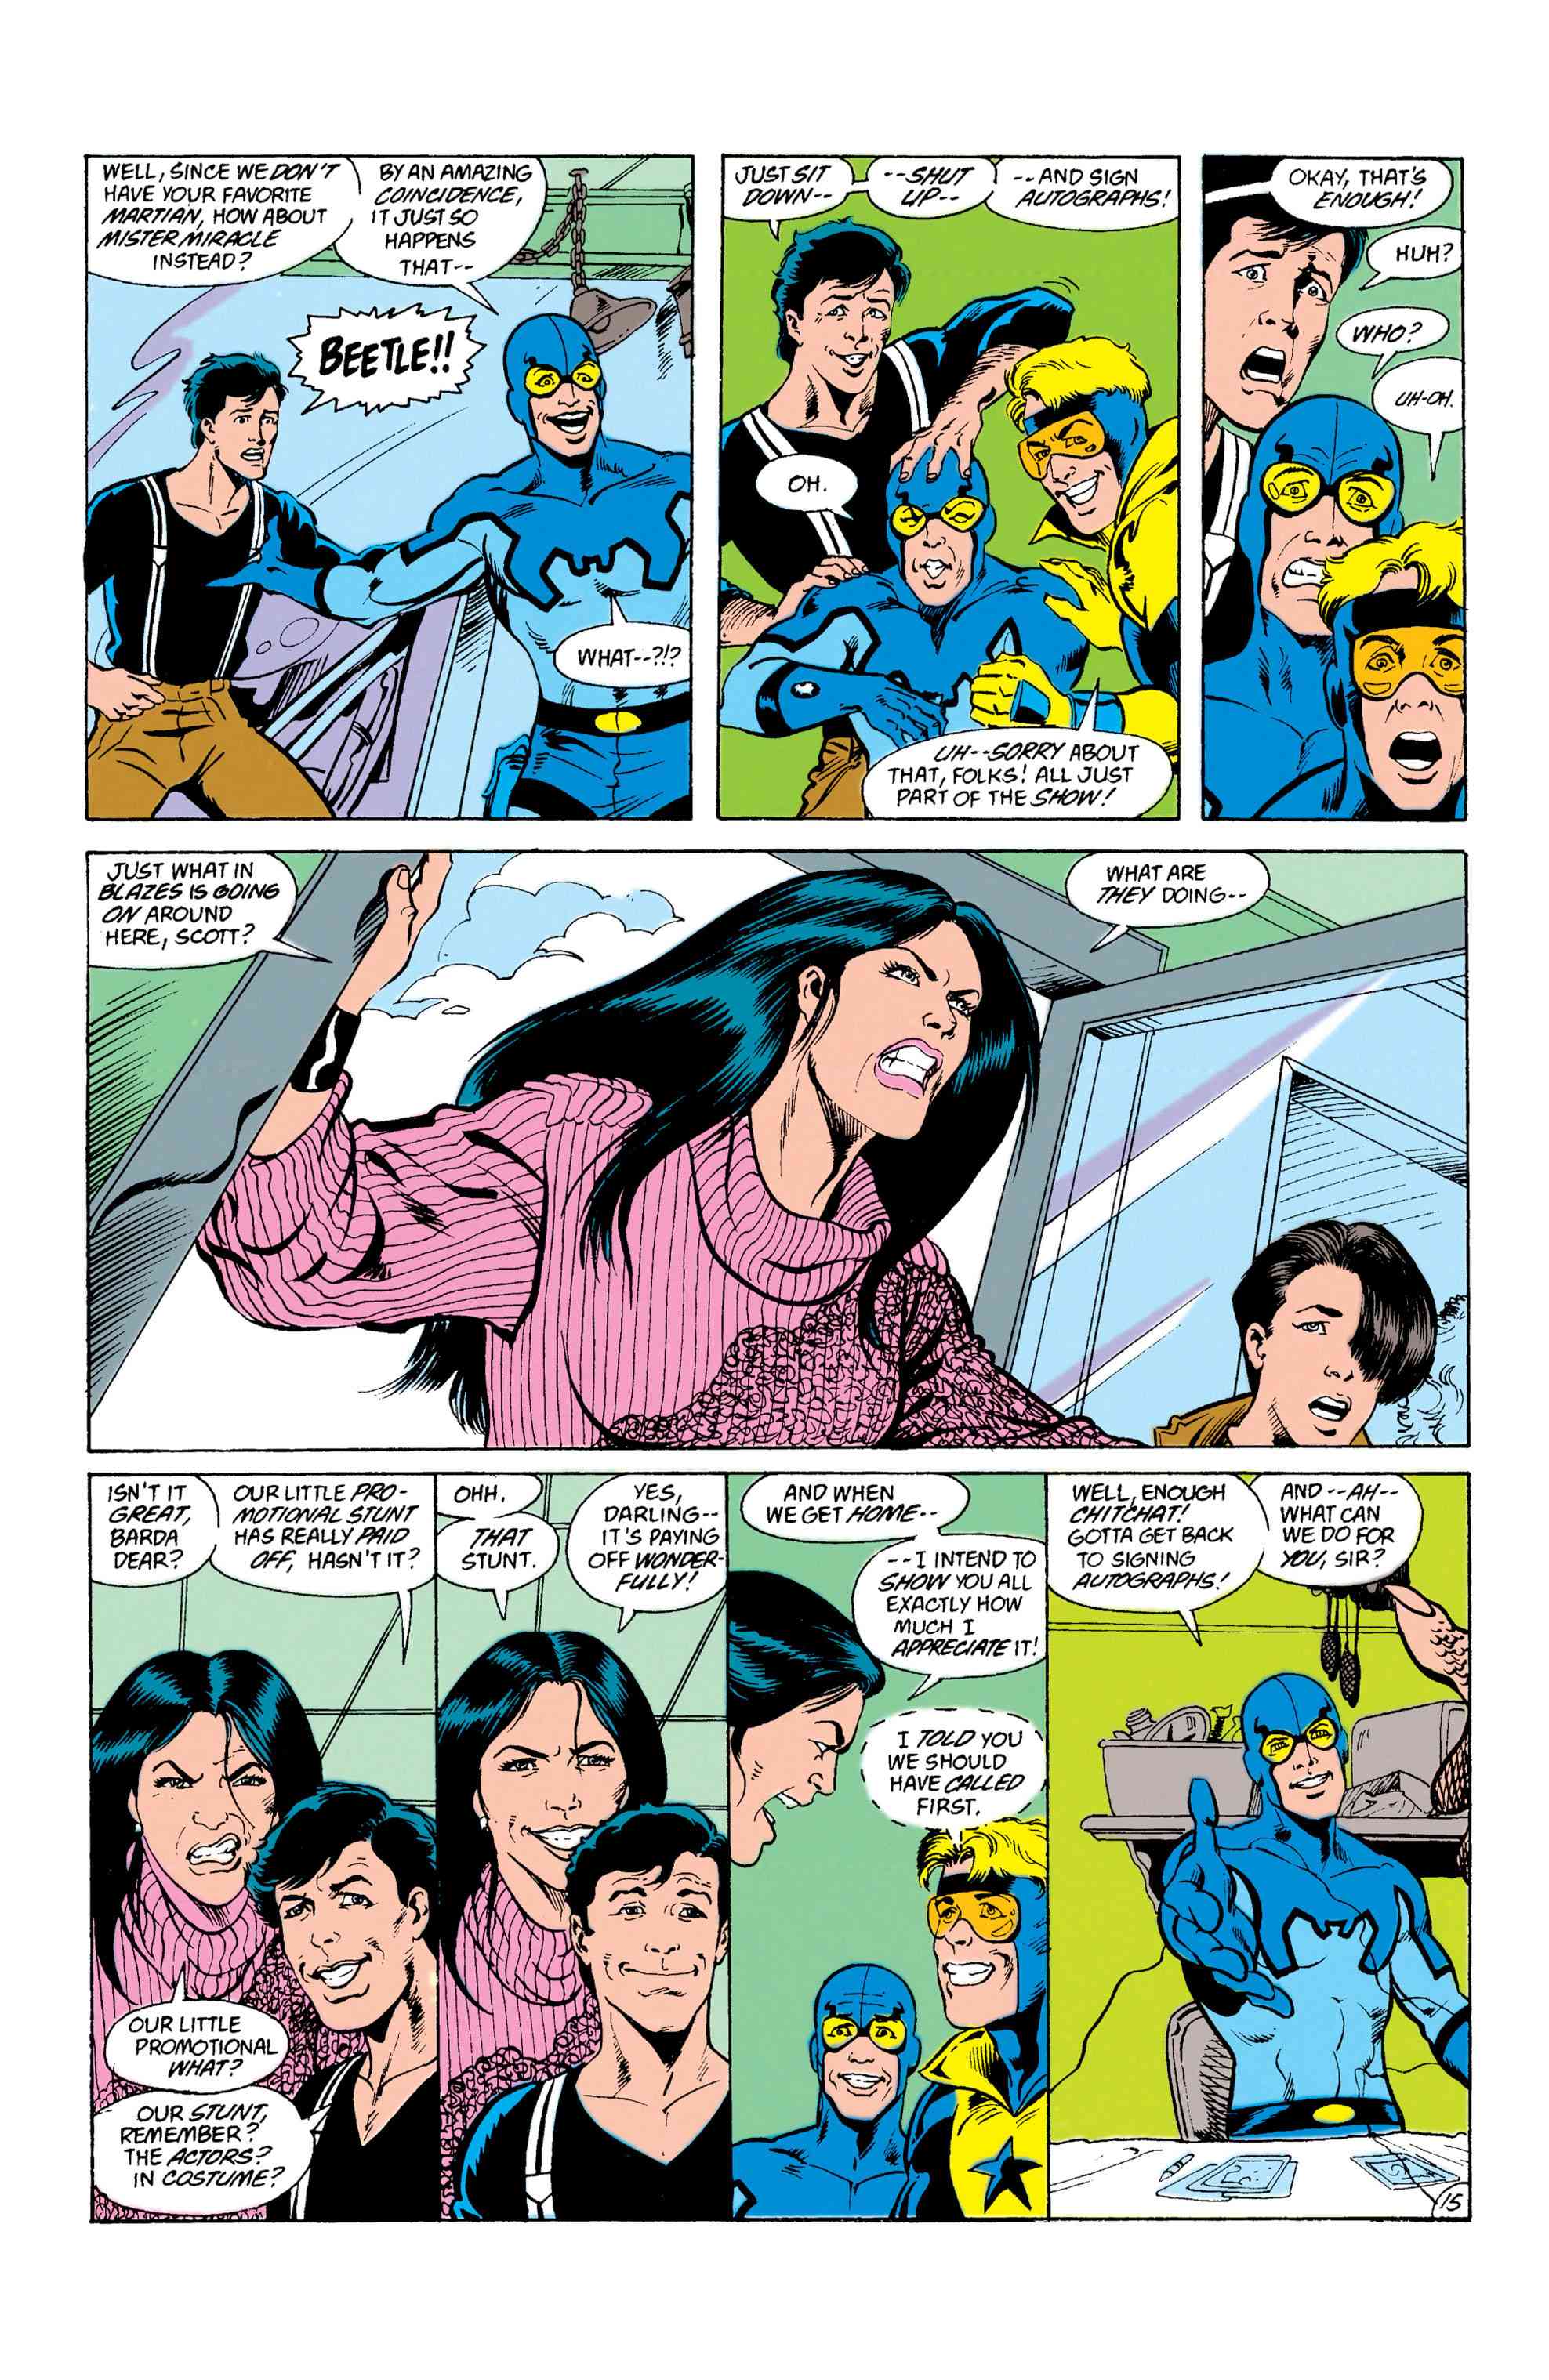 WELL, SINCE WE DON'T
HAVE YOUR FAVORITE
MARTIAN, HOW ABOUT
MISTER MIRACLE
INSTEAD?
BY AN AMAZING
COINCIDENCE,
IT JUST SO
HAPPENS
THAT--
BEETLE!!
WHAT--?!?
JUST SIT
DOWN--
--SHUT
UP--
--AND SIGN
AUTOGRAPHS!
OH.
UH--SORRY ABOUT
THAT, FOLKS! ALL JUST
PART OF THE SHOW!
OKAY, THAT'S
ENOUGH!
HUH?
WHO?
UH-OH.
JUST WHAT IN
BLAZES IS GOING
ON AROUND
HERE, SCOTT?
WHAT ARE
THEY DOING--
ISN'T IT
GREAT,
BARDA
DEAR?
OUR LITTLE PRO-
MOTIONAL STUNT
HAS REALLY PAID
OFF, HASN'T IT?
OUR LITTLE
PROMOTIONAL
WHAT?
OUR STUNT,
REMEMBER?
THE ACTORS?
IN COSTUME?
OHH.
THAT
STUNT.
YES,
DARLING--
IT'S PAYING
OFF WONDER-
FULLY!
AND WHEN
WE GET HOME--
--I INTEND TO
SHOW YOU ALL
EXACTLY HOW
MUCH I
APPRECIATE IT!
I TOLD YOU
WE SHOULD
HAVE CALLED
FIRST.
WELL, ENOUGH
CHITCHAT!
GOTTA GET BACK
TO SIGNING
AUTOGRAPHS!
AND--AH--
WHAT CAN
WE DO FOR
YOU, SIR?
15